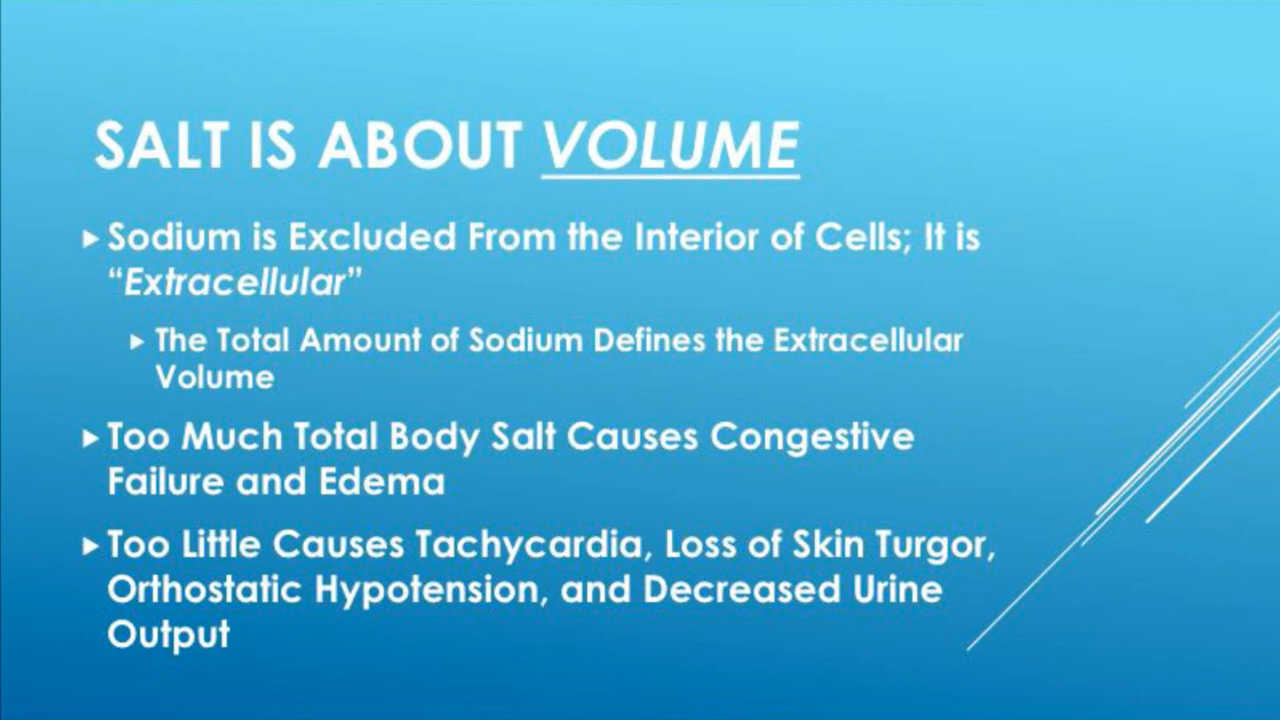 SALT IS ABOUT VOLUME
Sodium is Excluded From the Interior of Cells; It is
“Extracellular”
The Total Amount of Sodium Defines the Extracellular
Volume
Too Much Total Body Salt Causes Congestive
Failure and Edema
Too Little Causes Tachycardia, Loss of Skin Turgor,
Orthostatic Hypotension, and Decreased Urine
Output